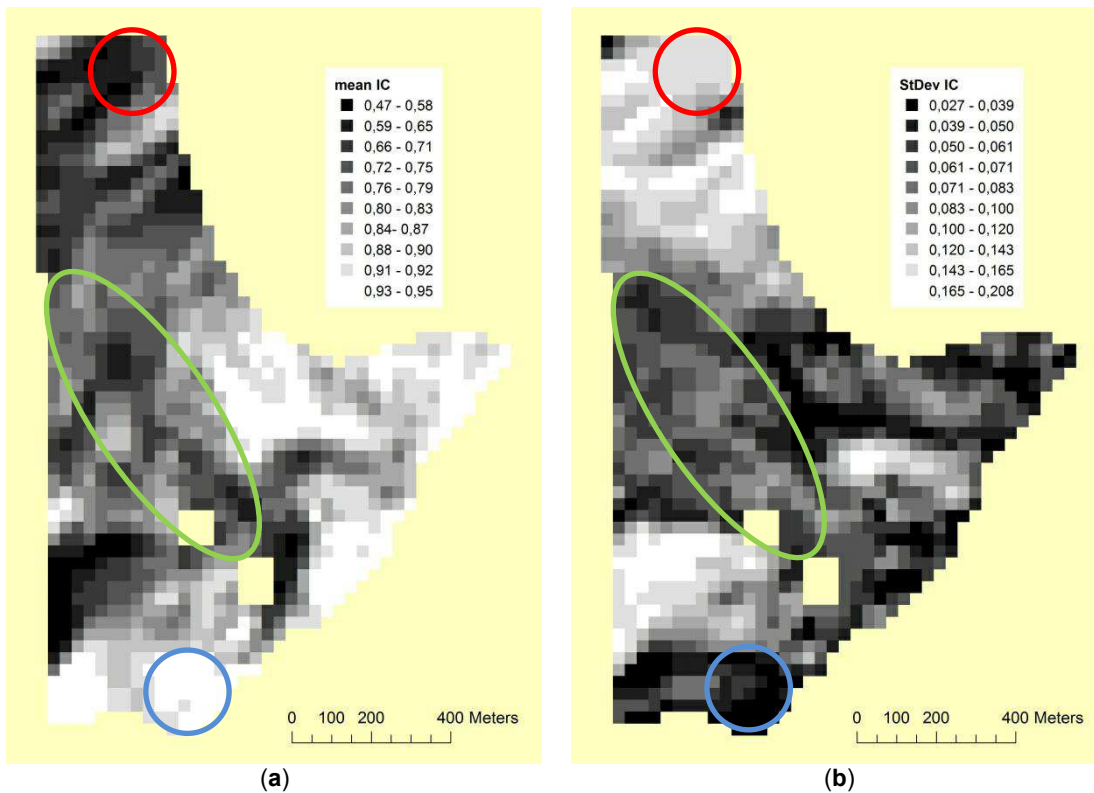 mean IC
0,47 - 0,58
0,59 - 0,65
0,66 - 0,71
0,72 - 0,75
0,76 - 0,79
0,80 - 0,83
0,84- 0,87
0,88 - 0,90
0,91 - 0,92
0,93 - 0,95
0 100 200 400 Meters
(a)
StDev IC
0,027 - 0,039
0,039 - 0,050
0,050 - 0,061
0,061 - 0,071
0,071 - 0,083
0,083 - 0,100
0,100 - 0,120
0,120 - 0,143
0,143 - 0,165
0,165 - 0,208
0 100 200 400 Meters
(b)